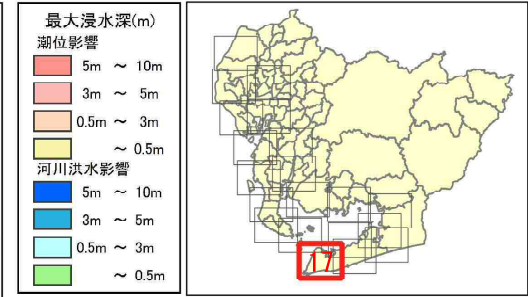 最大浸水深(m)
潮位影響
5m ～ 10m
3m ～ 5m
0.5m ～ 3m
～ 0.5m
河川洪水影響
5m ～ 10m
3m ～ 5m
0.5m ～ 3m
～ 0.5m
17